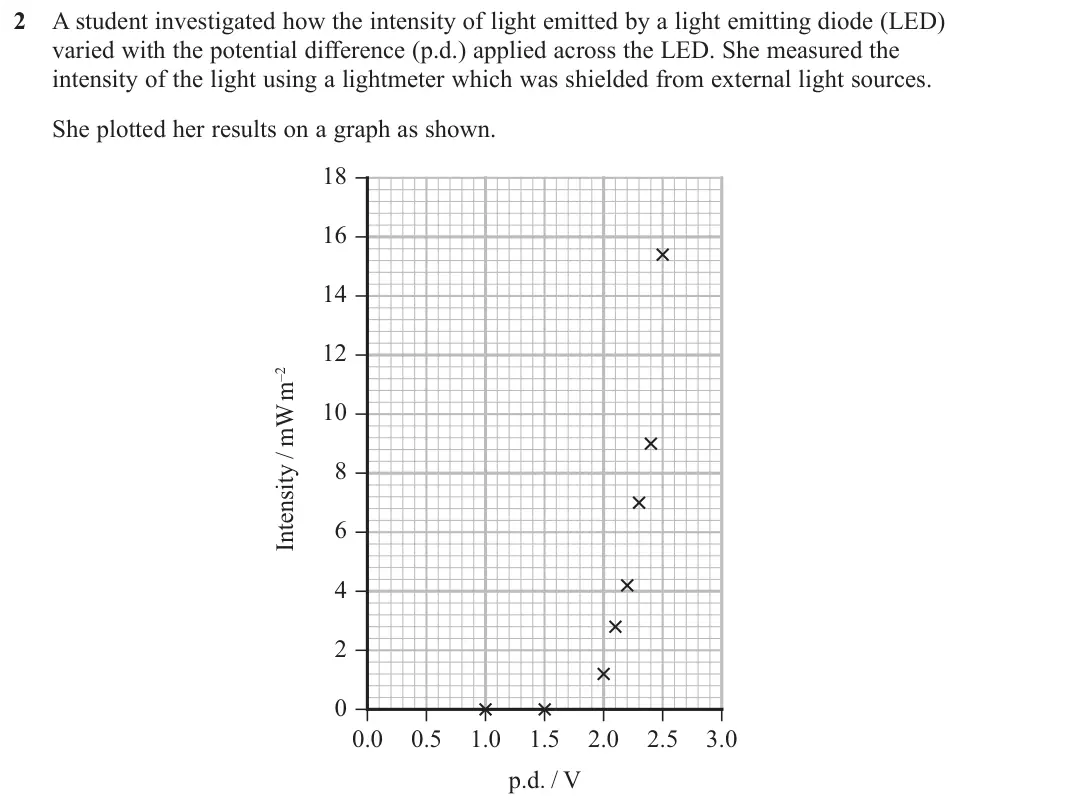 2 A student investigated how the intensity of light emitted by a light emitting diode (LED)
varied with the potential difference (p.d.) applied across the LED. She measured the
intensity of the light using a lightmeter which was shielded from external light sources.
She plotted her results on a graph as shown.
18
16
14
12
10
8
6
4
2
0
Intensity / mW m⁻²
0.0 0.5 1.0 1.5 2.0 2.5 3.0
p.d. / V